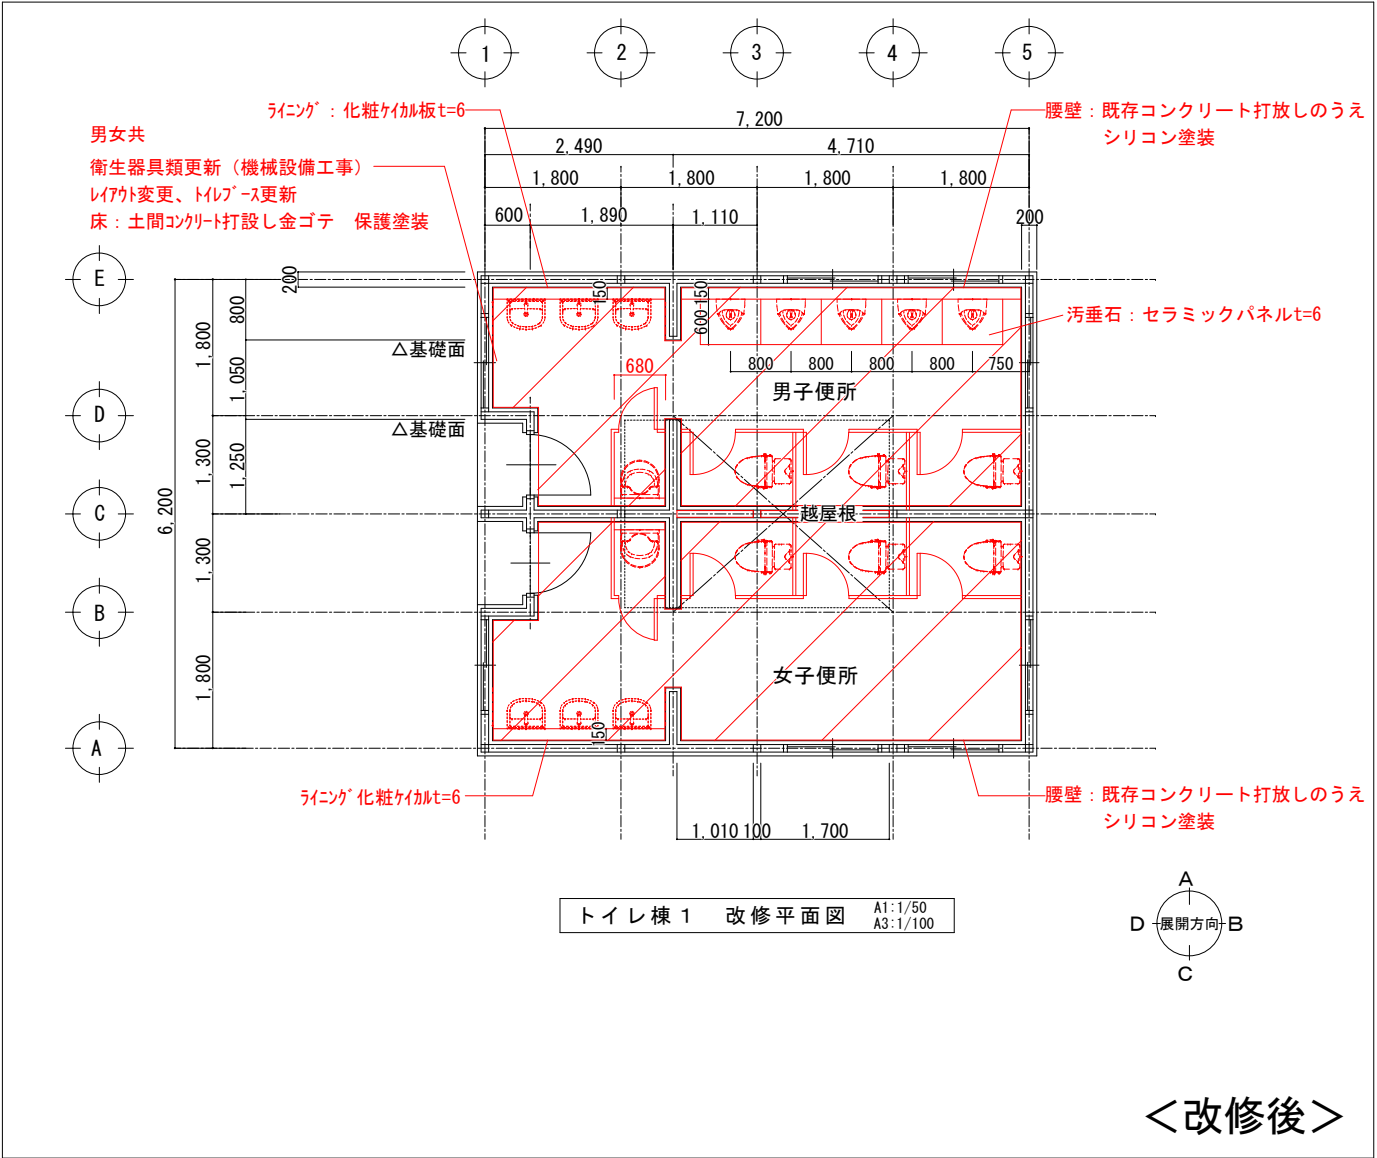 1 2 3 4 5
ﾗｲﾆﾝｸﾞ：化粧ｹｲｶﾙ板t=6
7,200
腰壁：既存コンクリート打放しのうえ
シリコン塗装
男女共
2,490 4,710
衛生器具類更新（機械設備工事）
1,800 1,800 1,800 1,800
ﾚｲｱｳﾄ変更、ﾄｲﾚﾌﾞｰｽ更新
床：土間ｺﾝｸﾘｰﾄ打設し金ゴテ　保護塗装
600 1,890 1,110 200
E
200
800
150
600 150
1,800
汚垂石：セラミックパネルt=6
△基礎面
1,050
680
800 800 800 800 750
男子便所
D
△基礎面
1,300
1,250
6,200
C
越屋根
1,300
B
1,800
女子便所
150
A
ﾗｲﾆﾝｸﾞ化粧ｹｲｶﾙt=6
腰壁：既存コンクリート打放しのうえ
シリコン塗装
1,010 100 1,700
トイレ棟１　改修平面図 A1:1/50
A3:1/100
A
D 展開方向 B
C
＜改修後＞